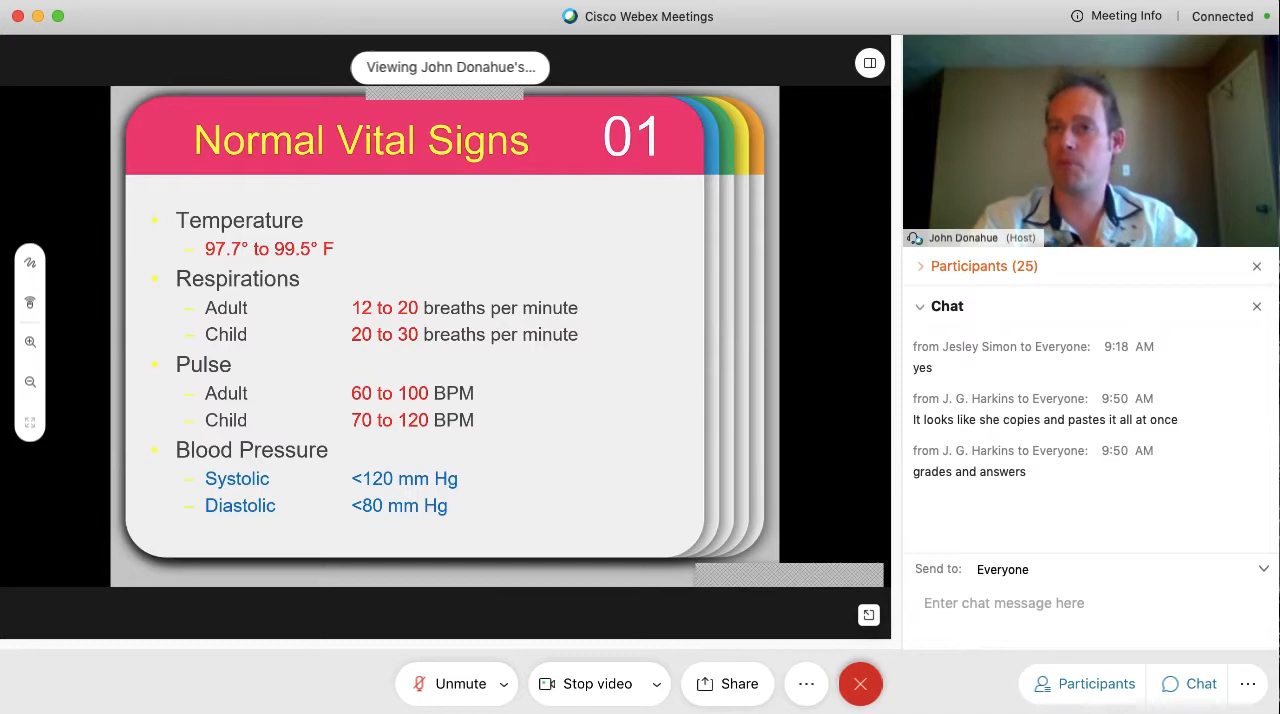 Cisco Webex Meetings
Meeting Info
Connected
Viewing John Donahue's...
Normal Vital Signs 01
Temperature
97.7° to 99.5° F
Respirations
Adult 12 to 20 breaths per minute
Child 20 to 30 breaths per minute
Pulse
Adult 60 to 100 BPM
Child 70 to 120 BPM
Blood Pressure
Systolic <120 mm Hg
Diastolic <80 mm Hg
John Donahue (Host)
Participants (25)
Chat
from Jesley Simon to Everyone: 9:18 AM
yes
from J. G. Harkins to Everyone: 9:50 AM
It looks like she copies and pastes it all at once
from J. G. Harkins to Everyone: 9:50 AM
grades and answers
Send to: Everyone
Enter chat message here
Unmute
Stop video
Share
Participants
Chat